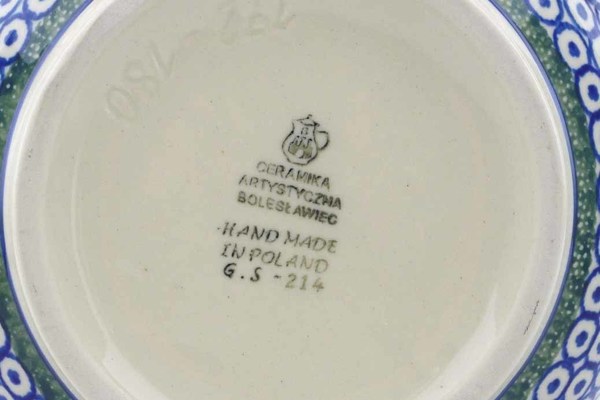 CERAMIKA
ARTYSTYCZNA
BOLESŁAWIEC
HAND MADE
IN POLAND
G.S - 214